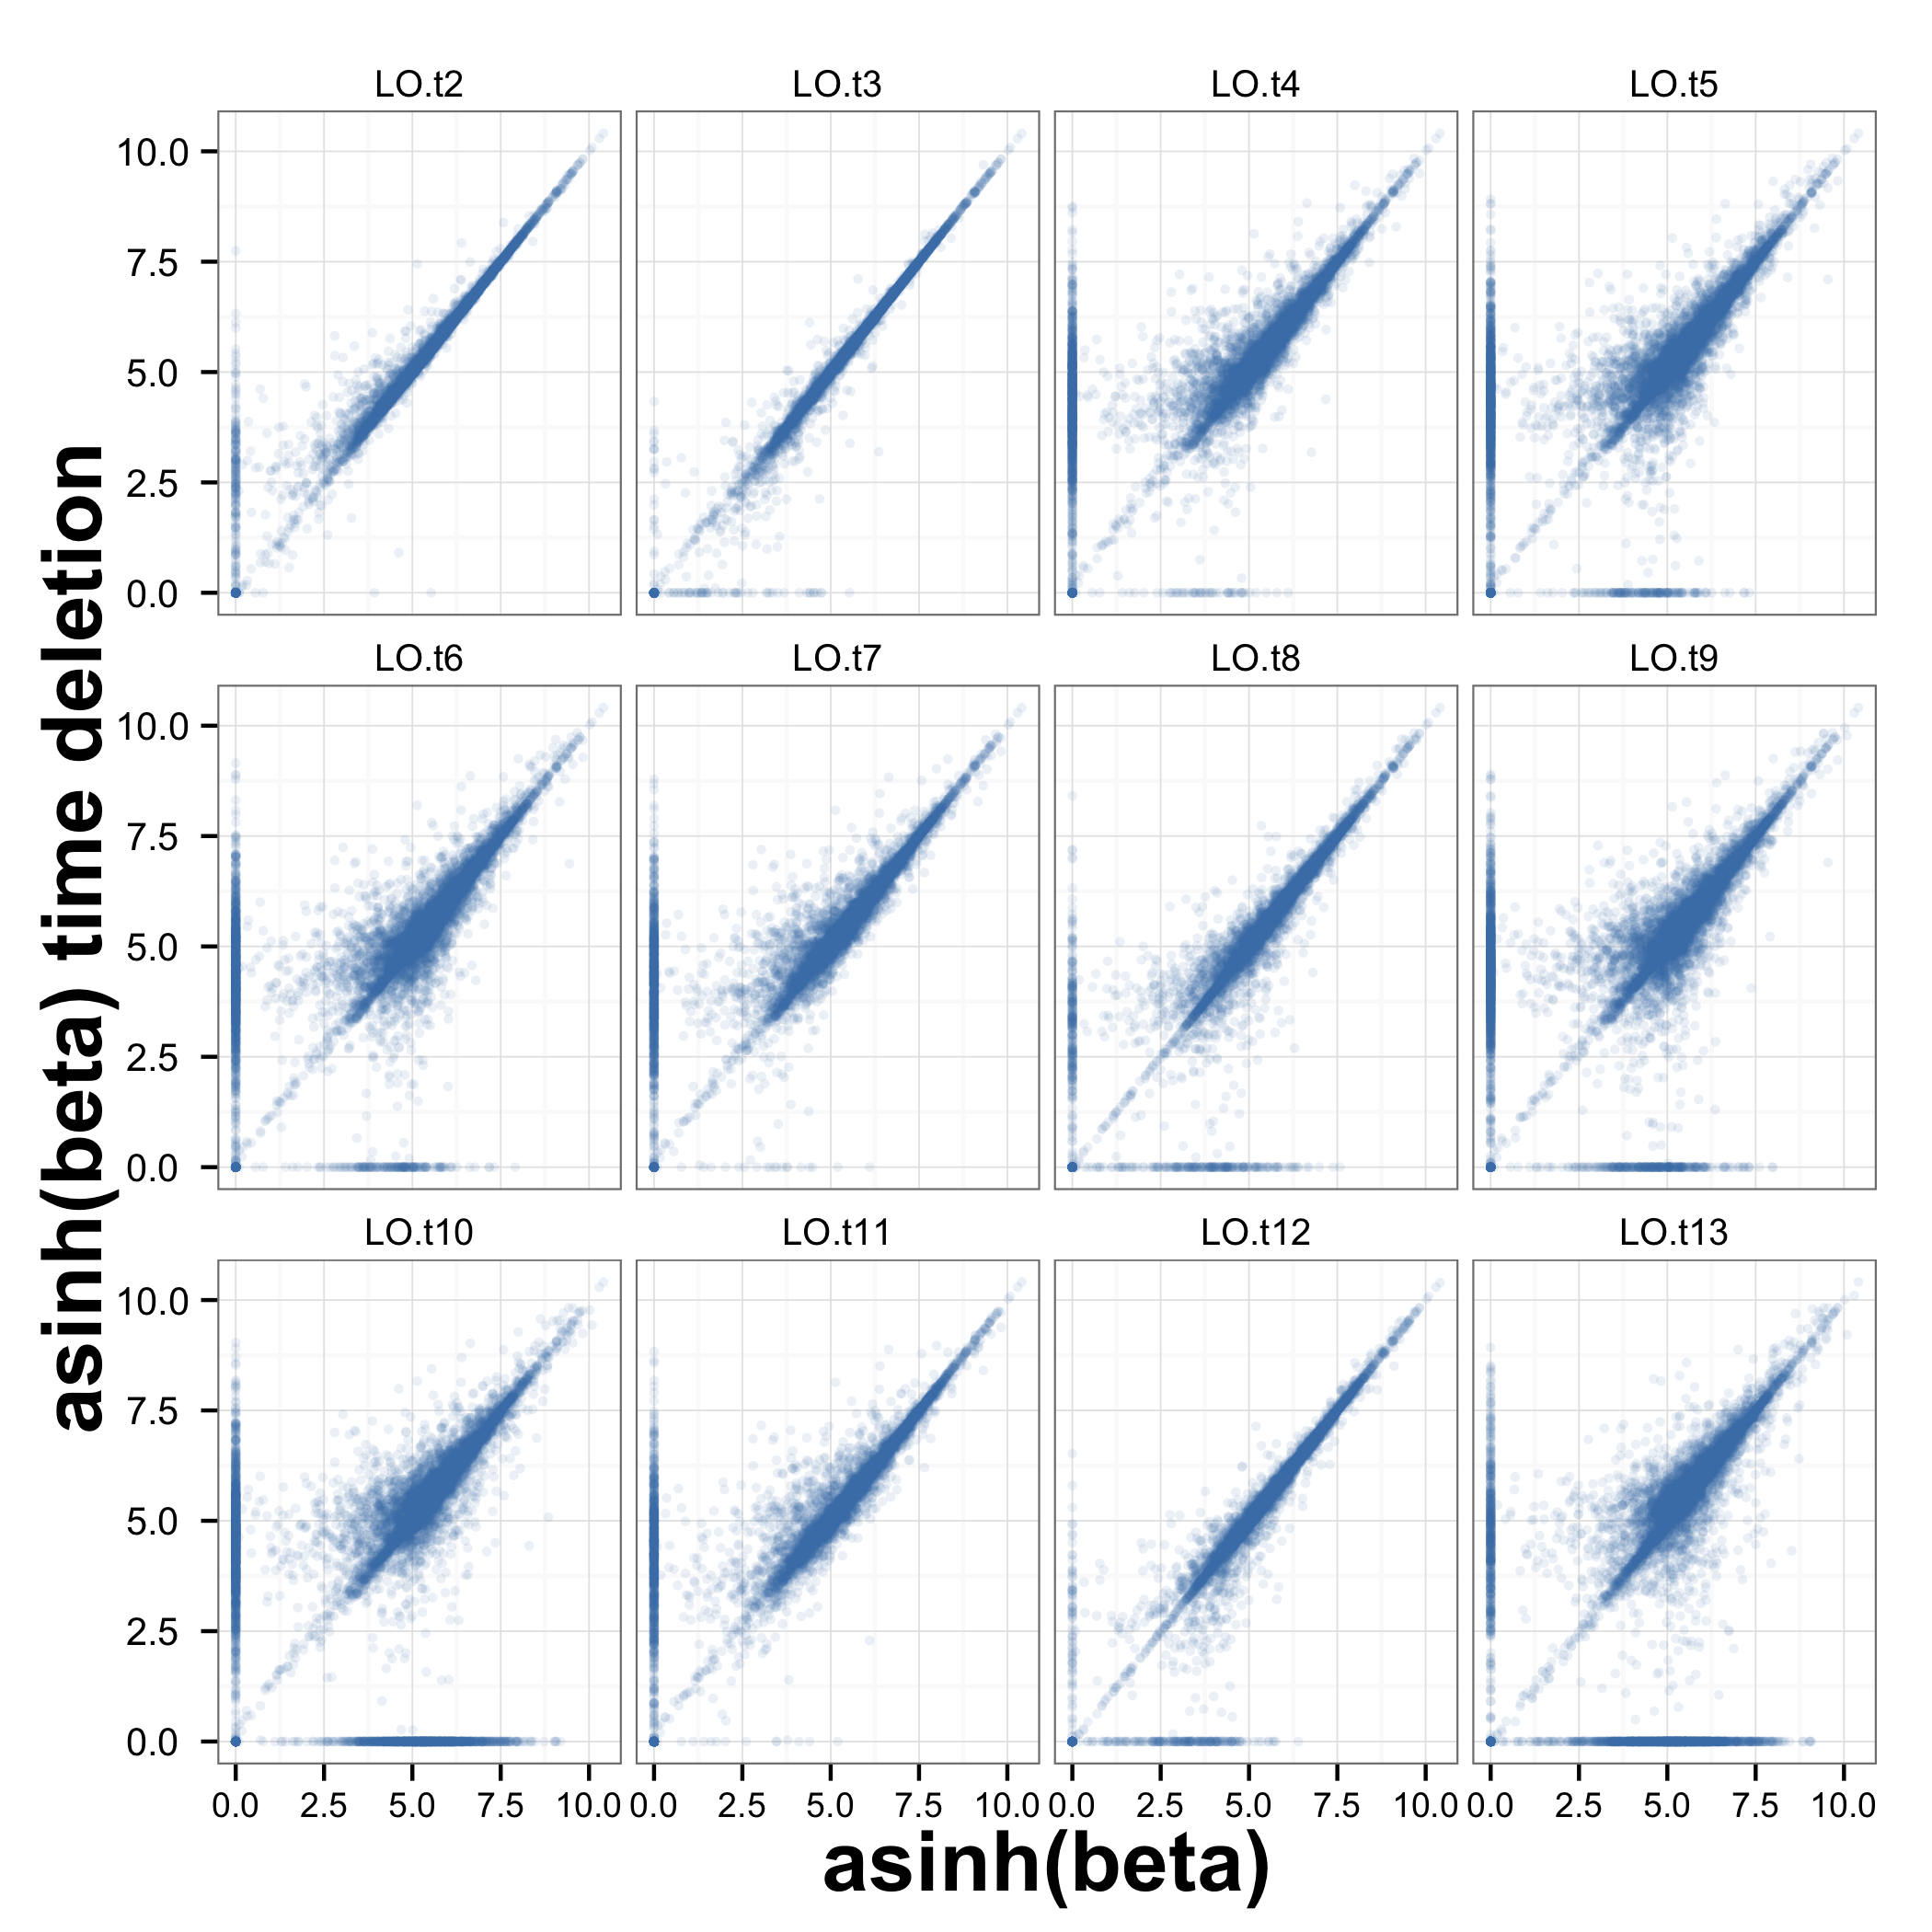 LO.t2 LO.t3 LO.t4 LO.t5
10.0
7.5
5.0
2.5
0.0
LO.t6 LO.t7 LO.t8 LO.t9
10.0
7.5
5.0
2.5
0.0
LO.t10 LO.t11 LO.t12 LO.t13
10.0
7.5
5.0
2.5
0.0
0.0 2.5 5.0 7.5 10.0 0.0 2.5 5.0 7.5 10.0 0.0 2.5 5.0 7.5 10.0 0.0 2.5 5.0 7.5 10.0
asinh(beta)
asinh(beta) time deletion